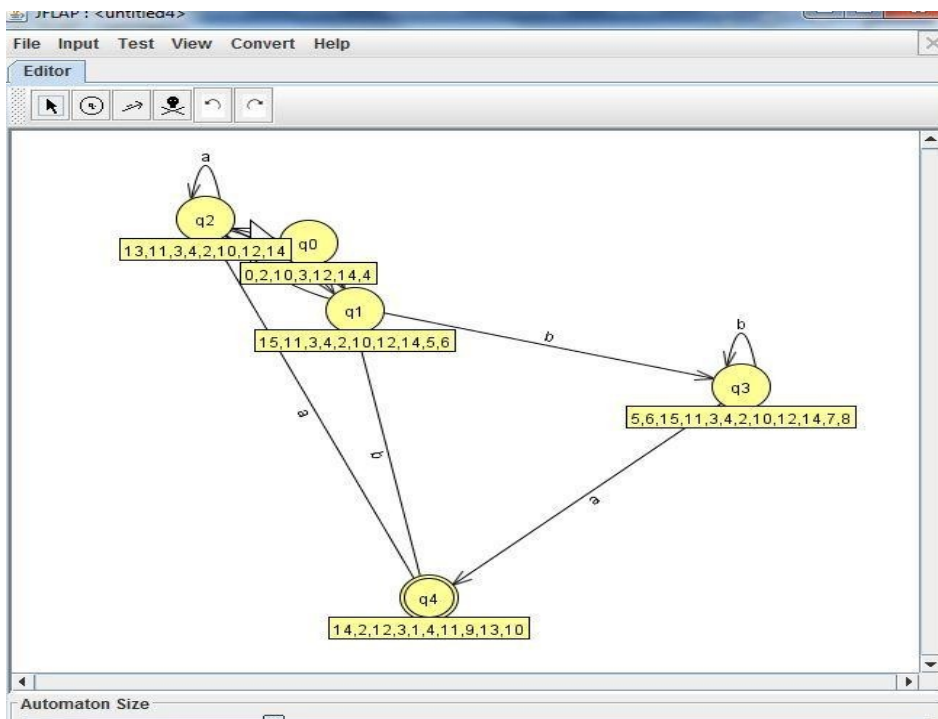 JFLAP : <untitled4>
File Input Test View Convert Help
Editor
a
q2
13,11,3,4,2,10,12,14
q0
0,2,10,3,12,14,4
q1
15,11,3,4,2,10,12,14,5,6
b
b
q3
5,6,15,11,3,4,2,10,12,14,7,8
a
b
a
q4
14,2,12,3,1,4,11,9,13,10
Automaton Size